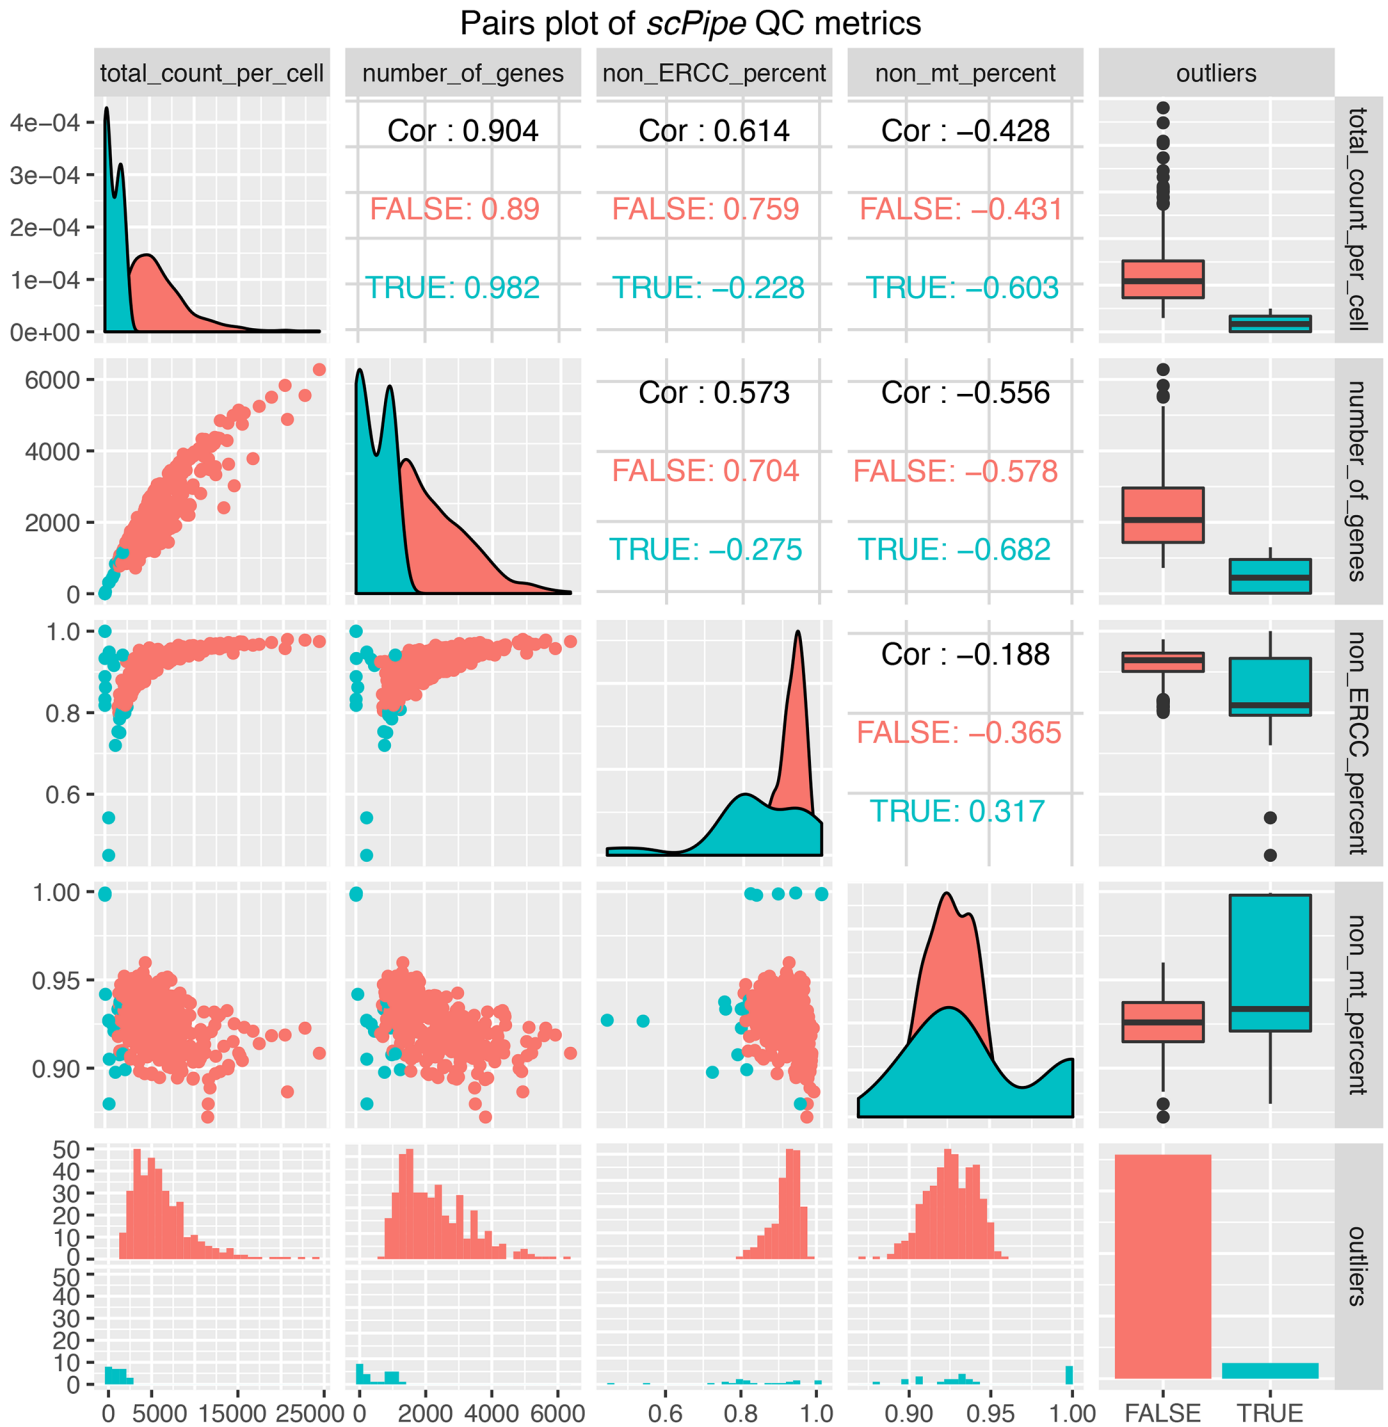 Pairs plot of scPipe QC metrics
total_count_per_cell number_of_genes non_ERCC_percent non_mt_percent outliers
4e−04
3e−04
2e−04
1e−04
0e+00
Cor : 0.904
FALSE: 0.89
TRUE: 0.982
Cor : 0.614
FALSE: 0.759
TRUE: −0.228
Cor : −0.428
FALSE: −0.431
TRUE: −0.603
total_count_per_cell
6000
4000
2000
0
Cor : 0.573
FALSE: 0.704
TRUE: −0.275
Cor : −0.556
FALSE: −0.578
TRUE: −0.682
number_of_genes
1.0
0.8
0.6
Cor : −0.188
FALSE: −0.365
TRUE: 0.317
non_ERCC_percent
1.00
0.95
0.90
non_mt_percent
50
40
30
20
10
0
50
40
30
20
10
0
outliers
0 5000 15000 25000 0 2000 4000 6000 0.6 0.8 1.0 0.90 0.95 1.00 FALSE TRUE